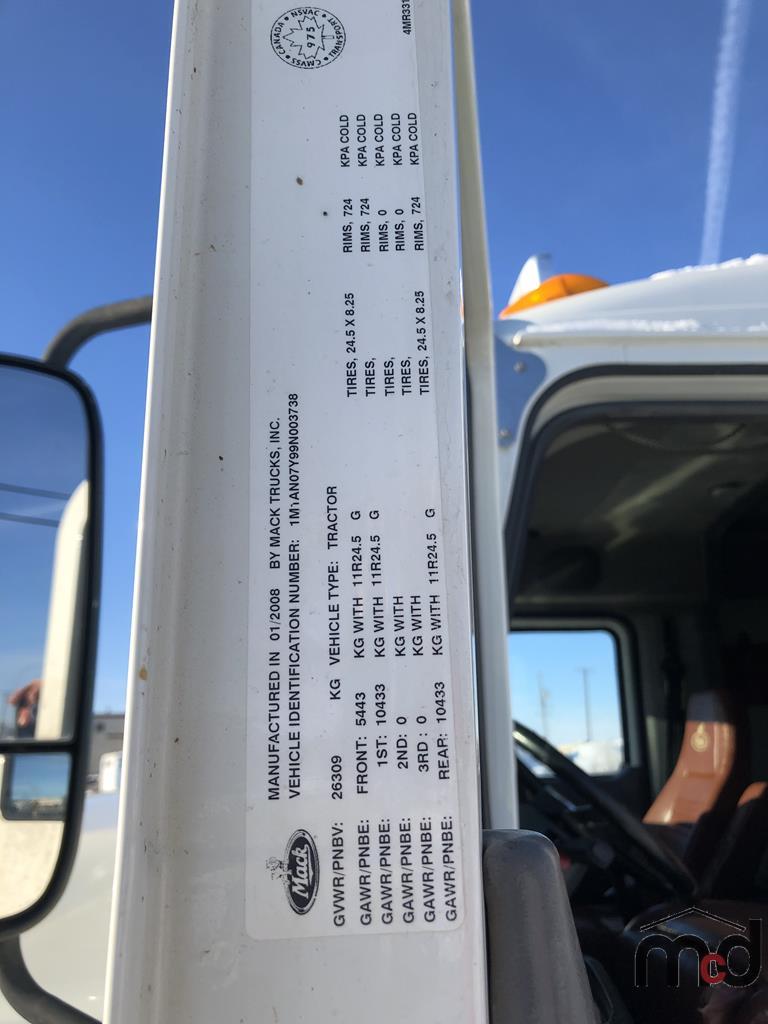 MANUFACTURED IN 01/2008 BY MACK TRUCKS, INC.
VEHICLE IDENTIFICATION NUMBER: 1M1AN07Y99N003738
GVWR/PNBV: 26309 KG VEHICLE TYPE: TRACTOR
GAWR/PNBE: FRONT: 5443 KG WITH 11R24.5 G TIRES, 24.5 X 8.25 RIMS, 724 KPA COLD
GAWR/PNBE: 1ST: 10433 KG WITH 11R24.5 G TIRES, RIMS, 724 KPA COLD
GAWR/PNBE: 2ND: 0 KG WITH TIRES, RIMS, 0 KPA COLD
GAWR/PNBE: 3RD : 0 KG WITH TIRES, RIMS, 0 KPA COLD
GAWR/PNBE: REAR: 10433 KG WITH 11R24.5 G TIRES, 24.5 X 8.25 RIMS, 724 KPA COLD
Mack
CANADA NSVAC
975
CMVSS TRANSPORT
4MR331
mcd